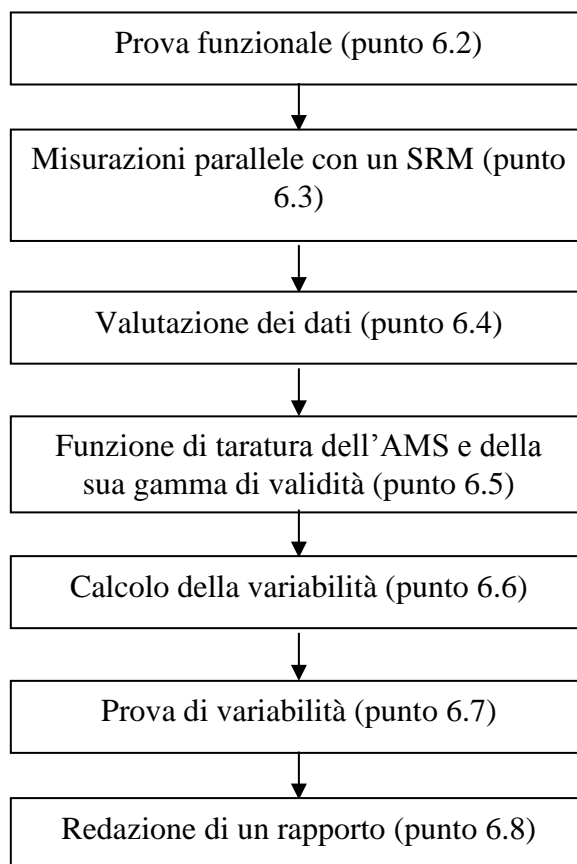 Prova funzionale (punto 6.2)
Misurazioni parallele con un SRM (punto
6.3)
Valutazione dei dati (punto 6.4)
Funzione di taratura dell’AMS e della
sua gamma di validità (punto 6.5)
Calcolo della variabilità (punto 6.6)
Prova di variabilità (punto 6.7)
Redazione di un rapporto (punto 6.8)